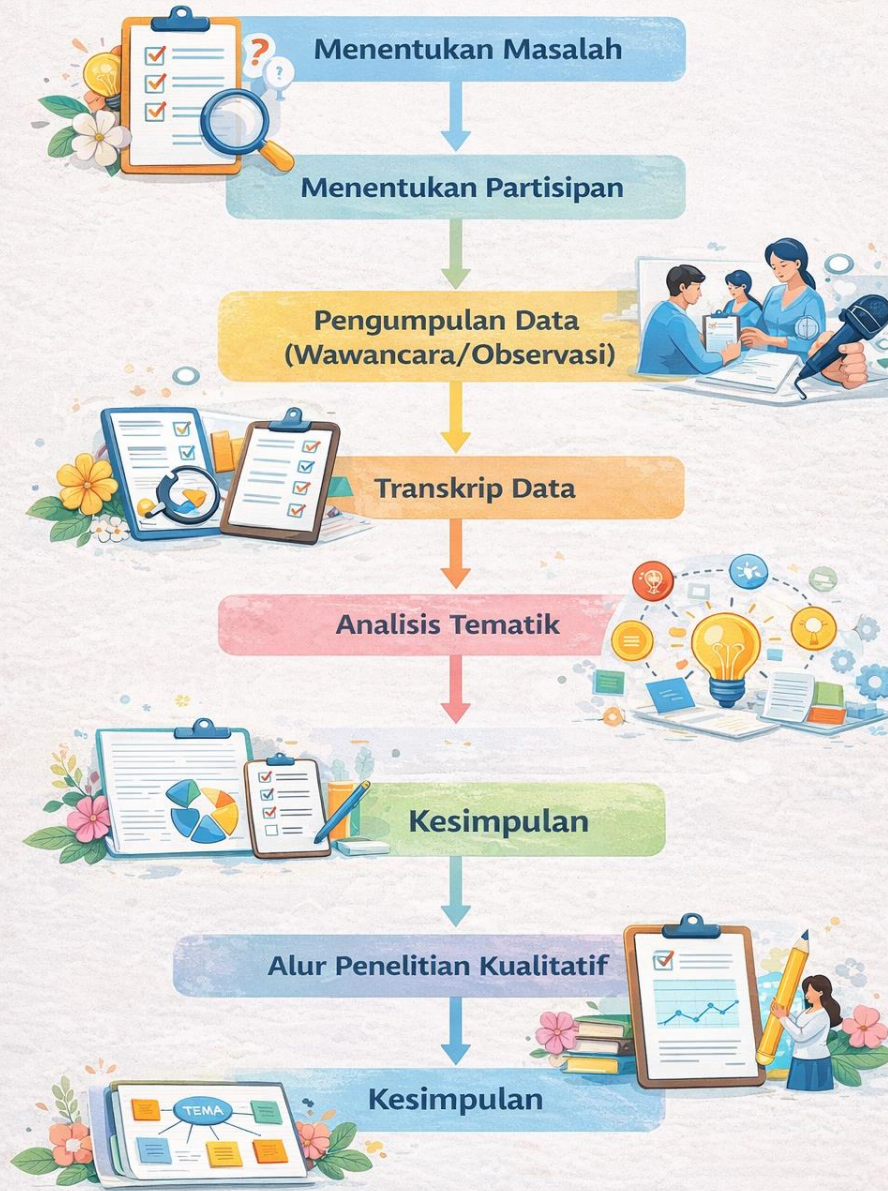 Menentukan Masalah
?
?
Menentukan Partisipan
Pengumpulan Data
(Wawancara/Observasi)
Transkrip Data
Analisis Tematik
Kesimpulan
Alur Penelitian Kualitatif
Kesimpulan
TEMA